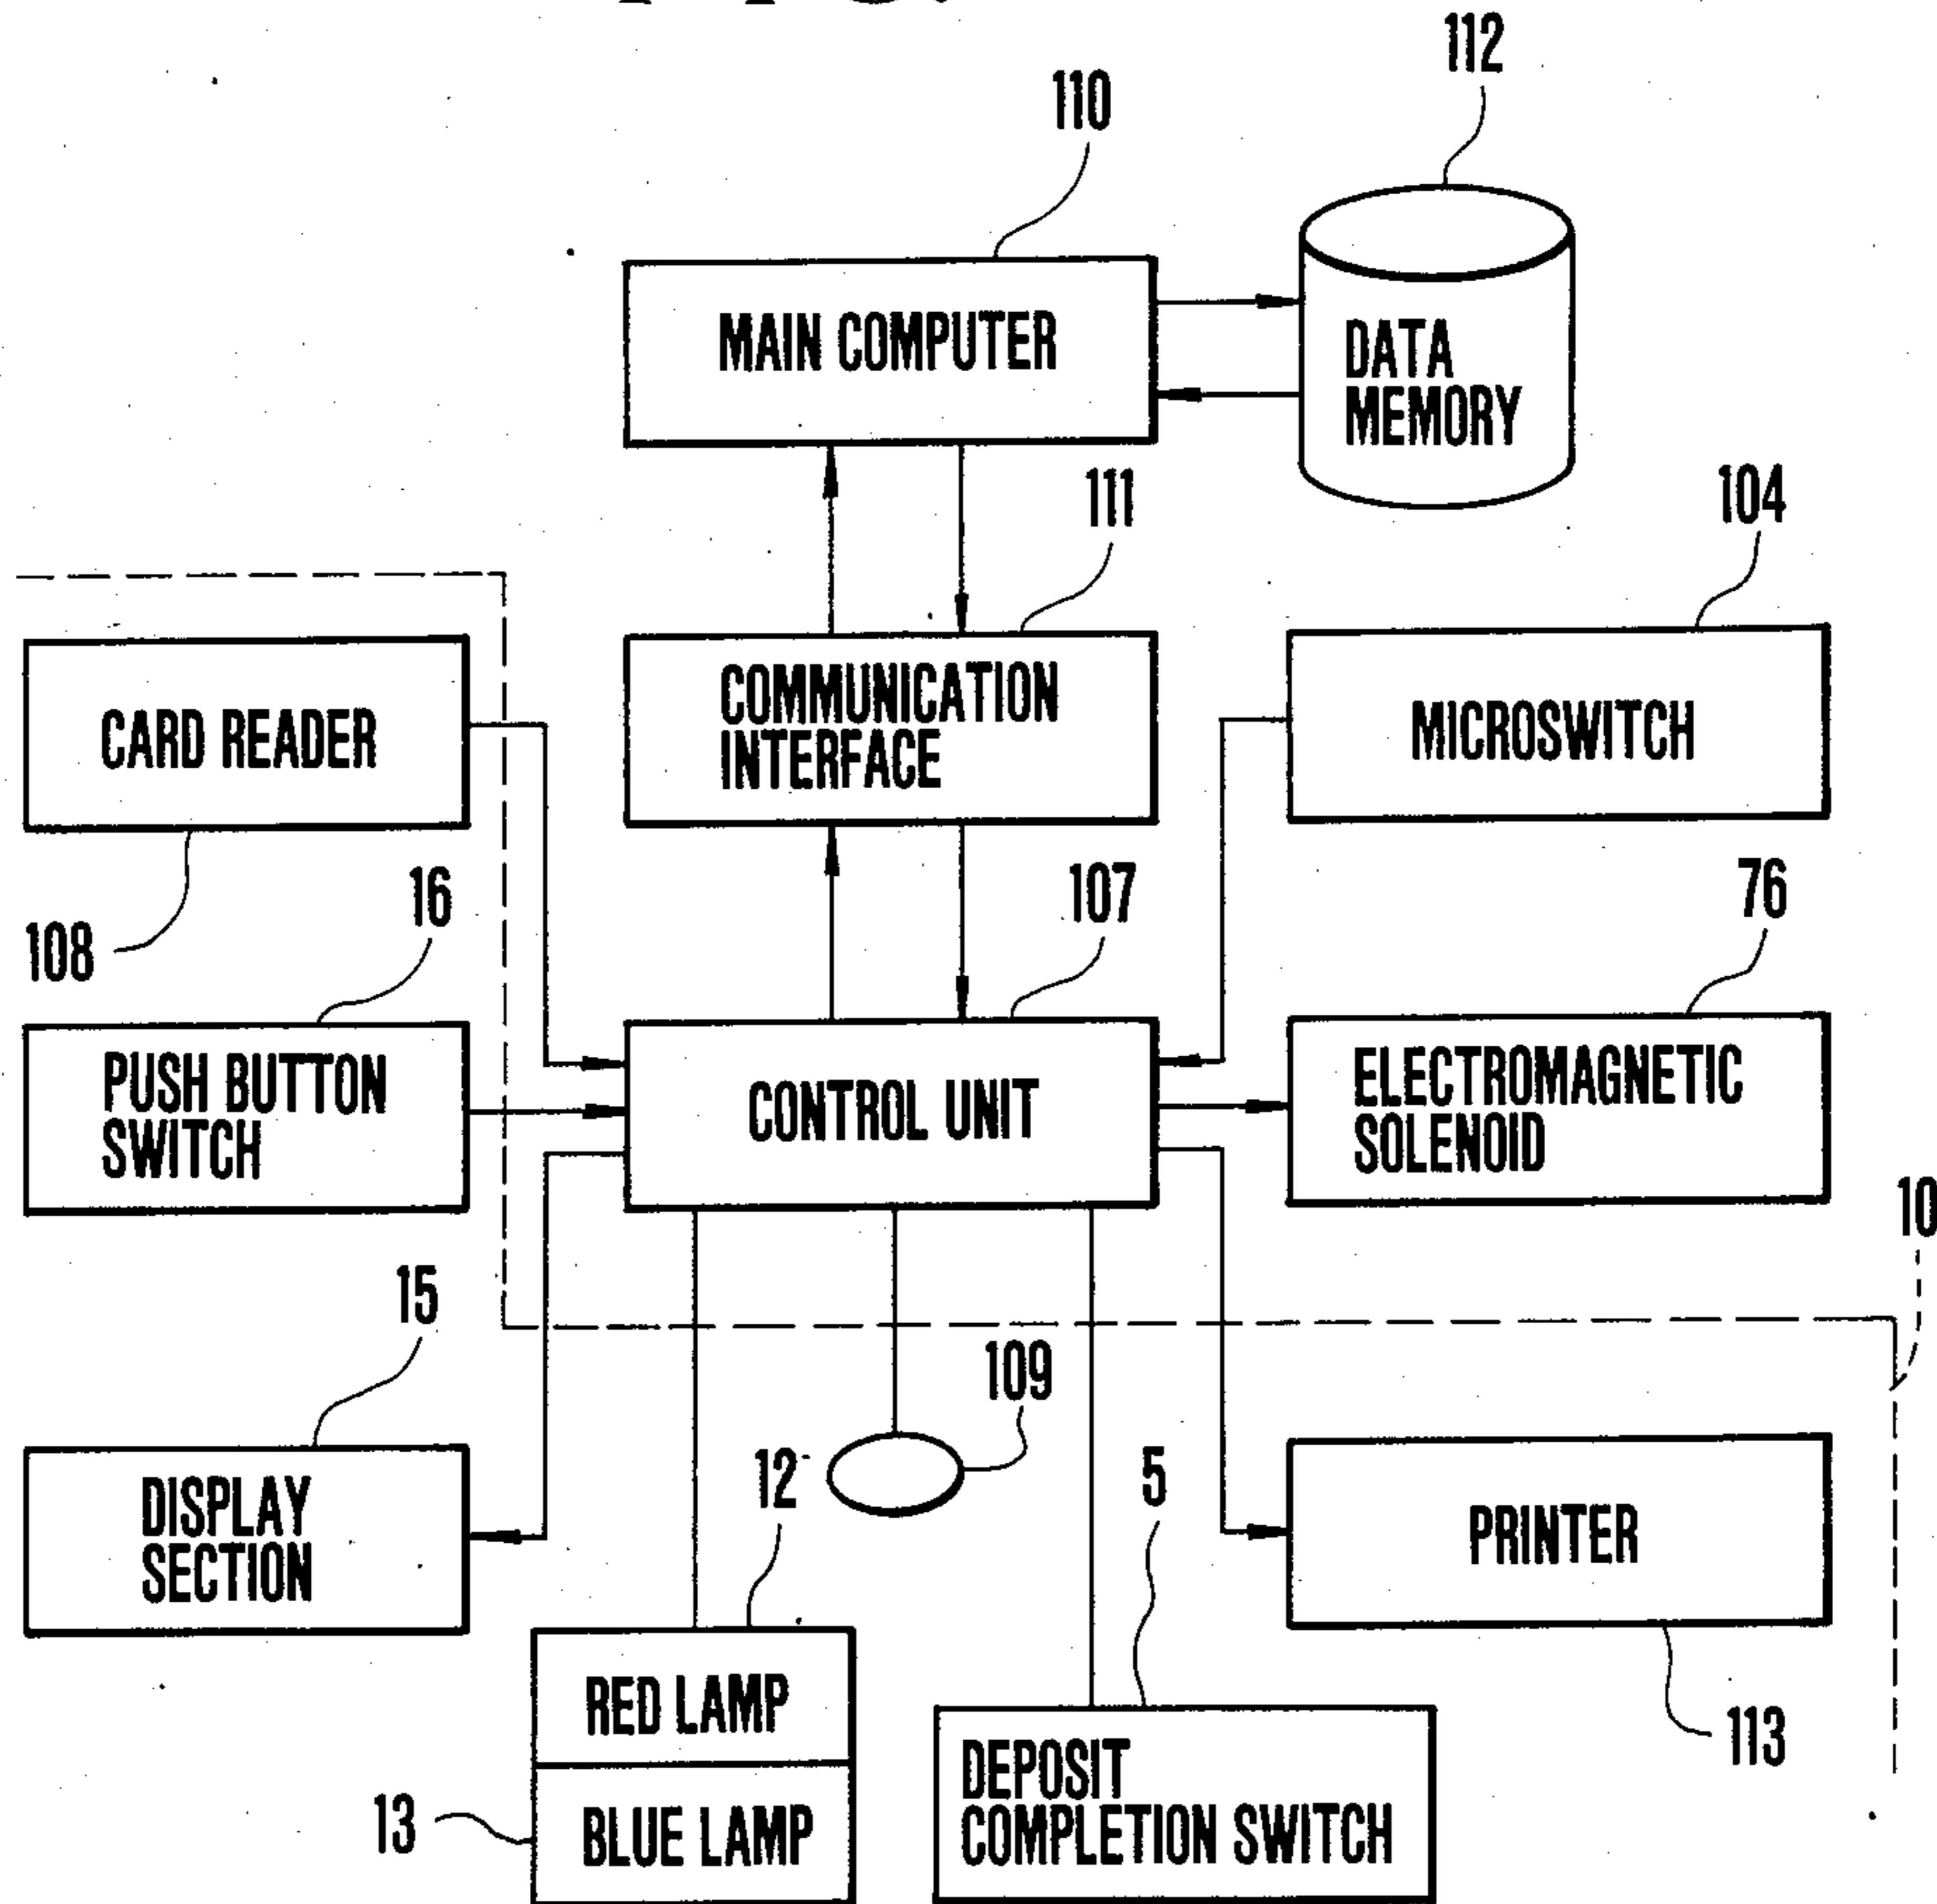 112
110
MAIN COMPUTER
DATA
MEMORY
111
104
CARD READER
COMMUNICATION
INTERFACE
MICROSWITCH
108
16
107
76
PUSH BUTTON
SWITCH
CONTROL UNIT
ELECTROMAGNETIC
SOLENOID
10
15
109
12
5
DISPLAY
SECTION
PRINTER
RED LAMP
113
DEPOSIT
COMPLETION SWITCH
13
BLUE LAMP